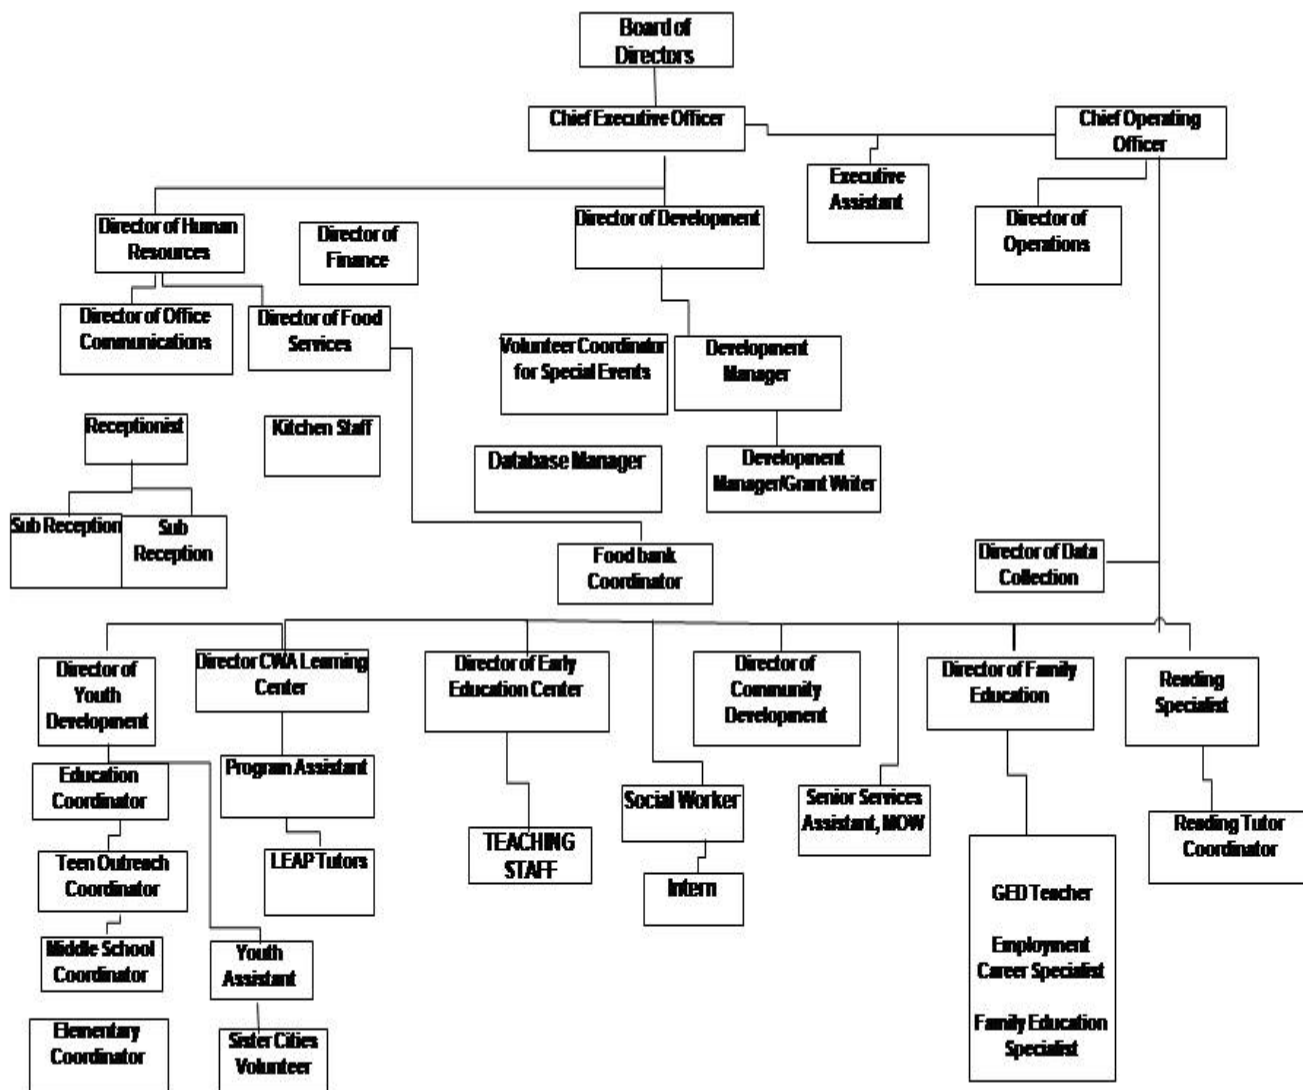 Board of
Directors
Chief Executive Officer
Chief Operating
Officer
Executive
Assistant
Director of Human
Resources
Director of
Finance
Director of Development
Director of
Operations
Director of Office
Communications
Director of Food
Services
Volunteer Coordinator
for Special Events
Development
Manager
Receptionist
Kitchen Staff
Database Manager
Development
Manager/Grant Writer
Sub Reception
Sub
Reception
Food bank
Coordinator
Director of Data
Collection
Director of
Youth
Development
Director CWA Learning
Center
Director of Early
Education Center
Director of
Community
Development
Director of Family
Education
Reading
Specialist
Education
Coordinator
Program Assistant
Social Worker
Senior Services
Assistant, MOW
Reading Tutor
Coordinator
Teen Outreach
Coordinator
LEAP Tutors
TEACHING
STAFF
Intern
GED Teacher
Employment
Career Specialist
Family Education
Specialist
Middle School
Coordinator
Youth
Assistant
Elementary
Coordinator
Sister Cities
Volunteer